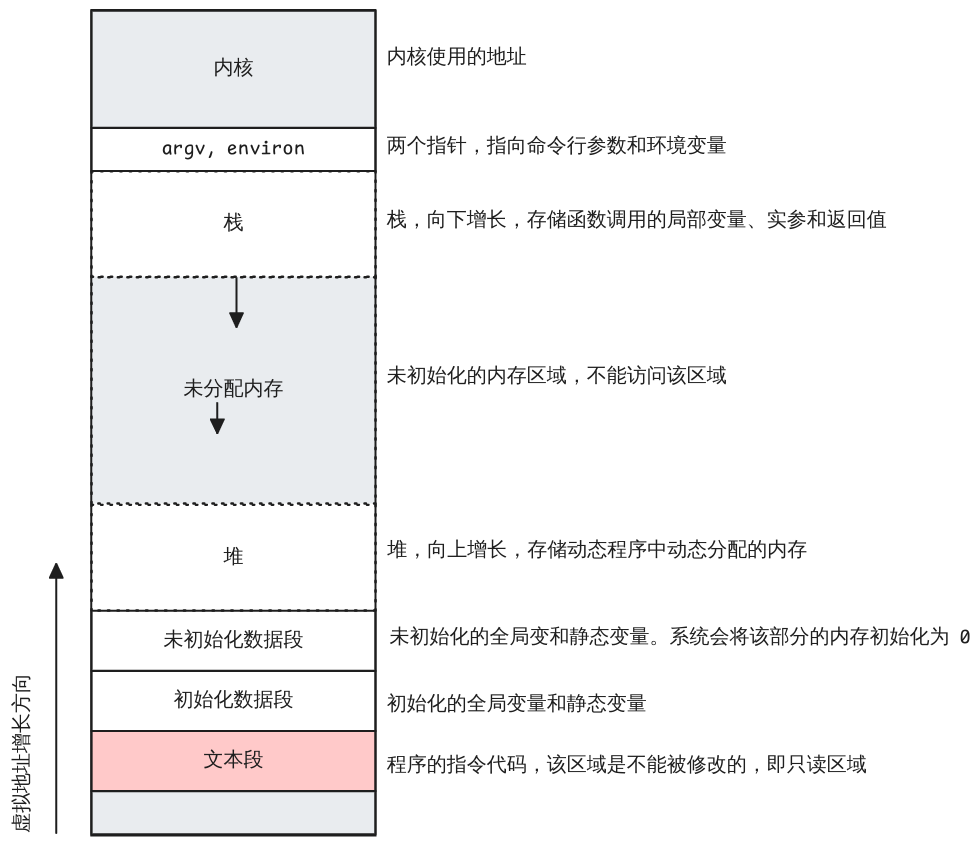 内核
内核使用的地址
argv, environ
两个指针，指向命令行参数和环境变量
栈
栈，向下增长，存储函数调用的局部变量、实参和返回值
未分配内存
未初始化的内存区域，不能访问该区域
堆
堆，向上增长，存储动态程序中动态分配的内存
未初始化数据段
未初始化的全局变和静态变量。系统会将该部分的内存初始化为 0
初始化数据段
初始化的全局变量和静态变量
文本段
程序的指令代码，该区域是不能被修改的，即只读区域
虚拟地址增长方向